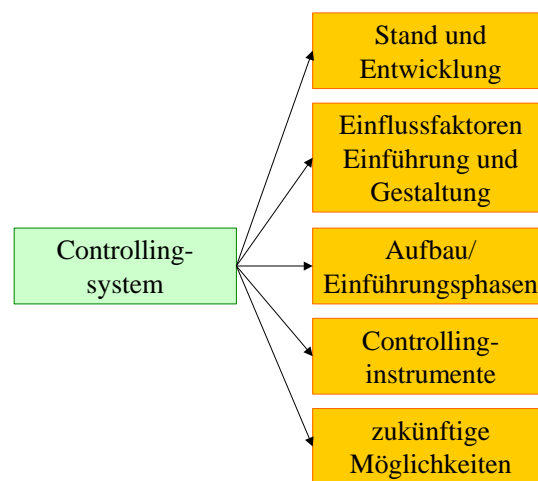 Stand und
Entwicklung
Einflussfaktoren
Einführung und
Gestaltung
Controlling-
system
Aufbau/
Einführungsphasen
Controlling-
instrumente
zukünftige
Möglichkeiten